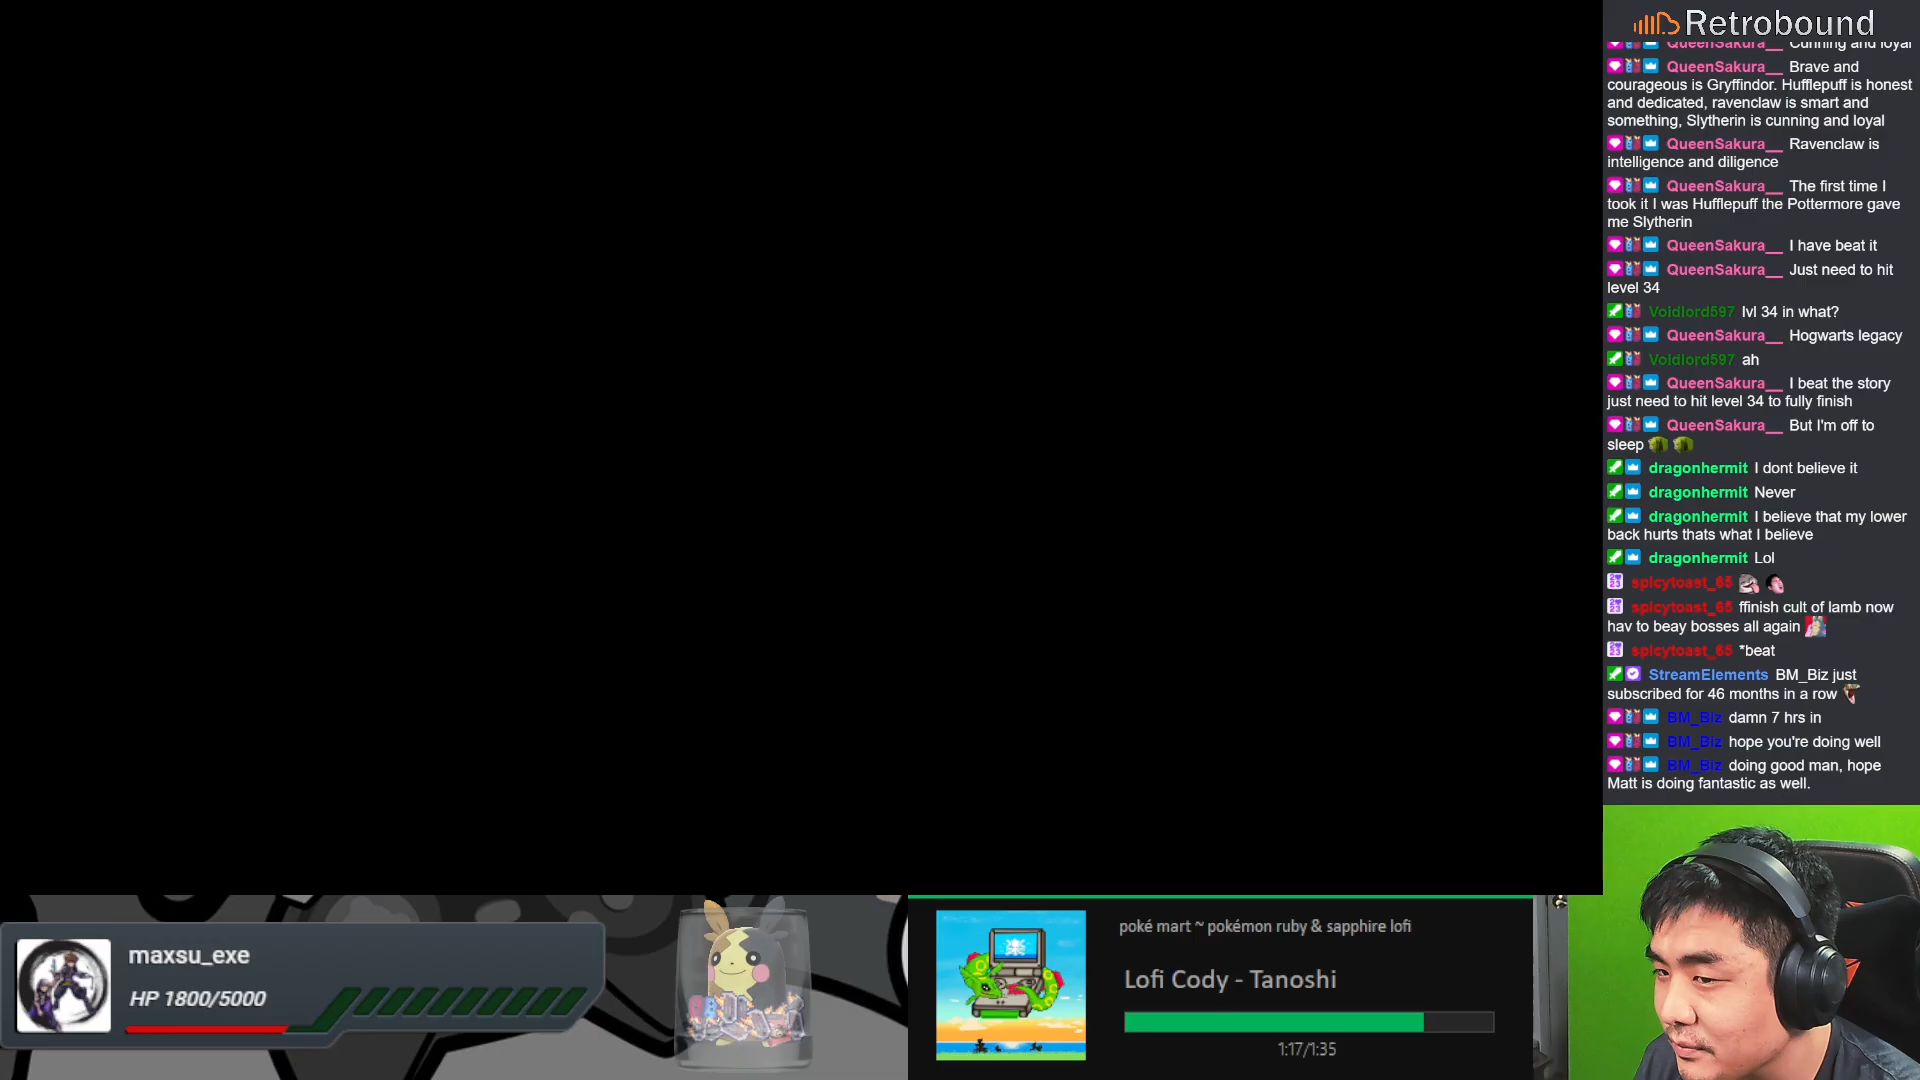 Retrobound
QueenSakura__ Cunning and loyal
QueenSakura__ Brave and
courageous is Gryffindor. Hufflepuff is honest
and dedicated, ravenclaw is smart and
something, Slytherin is cunning and loyal
QueenSakura__ Ravenclaw is
intelligence and diligence
QueenSakura__ The first time I
took it I was Hufflepuff the Pottermore gave
me Slytherin
QueenSakura__ I have beat it
QueenSakura__ Just need to hit
level 34
Voidlord597 lvl 34 in what?
QueenSakura__ Hogwarts legacy
Voidlord597 ah
QueenSakura__ I beat the story
just need to hit level 34 to fully finish
QueenSakura__ But I'm off to
sleep
dragonhermit I dont believe it
dragonhermit Never
dragonhermit I believe that my lower
back hurts thats what I believe
dragonhermit Lol
spicytoast_65
spicytoast_65 ffinish cult of lamb now
hav to beay bosses all again
spicytoast_65 *beat
StreamElements BM_Biz just
subscribed for 46 months in a row
BM_Biz damn 7 hrs in
BM_Biz hope you're doing well
BM_Biz doing good man, hope
Matt is doing fantastic as well.
maxsu_exe
HP 1800/5000
poké mart ~ pokémon ruby & sapphire lofi
Lofi Cody - Tanoshi
1:17/1:35